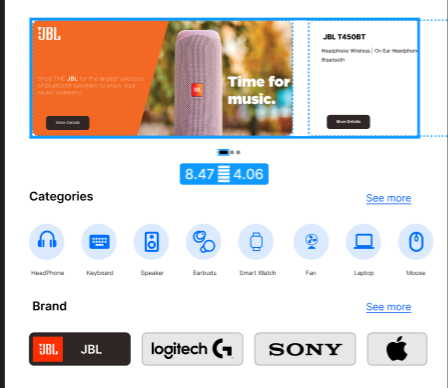 JBL
Shop THE JBL for the largest selection
of bluetooth speakers to enjoy your
music wirelessly.
More Details
JBL
Time for
music.
JBL T450BT
Headphone Wireless | On Ear Headphone
Bluetooth
More Details
8.47 4.06
Categories
See more
HeadPhone
Keyboard
Speaker
Earbuds
Smart Watch
Fan
Laptop
Mouse
Brand
See more
JBL JBL
logitech G
SONY